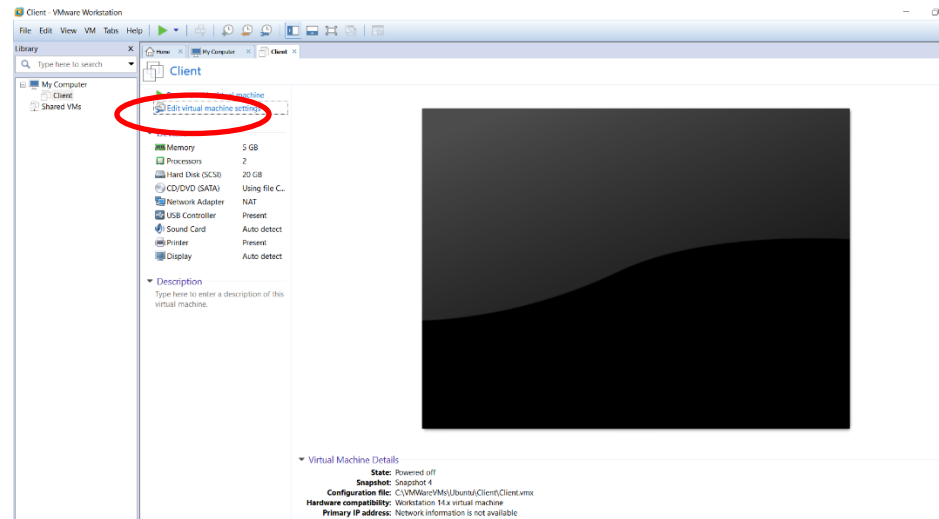 Client - VMware Workstation
File Edit View VM Tabs Help
Library X
Home × My Computer × Client ×
Type here to search
Client
My Computer
Client
Shared VMs
machine
Edit virtual machine settings
Memory 5 GB
Processors 2
Hard Disk (SCSI) 20 GB
CD/DVD (SATA) Using file C...
Network Adapter NAT
USB Controller Present
Sound Card Auto detect
Printer Present
Display Auto detect
Description
Type here to enter a description of this
virtual machine.
Virtual Machine Details
State: Powered off
Snapshot: Snapshot 4
Configuration file: C:\VMWareVMs\Ubuntu\Client\Client.vmx
Hardware compatibility: Workstation 14.x virtual machine
Primary IP address: Network information is not available